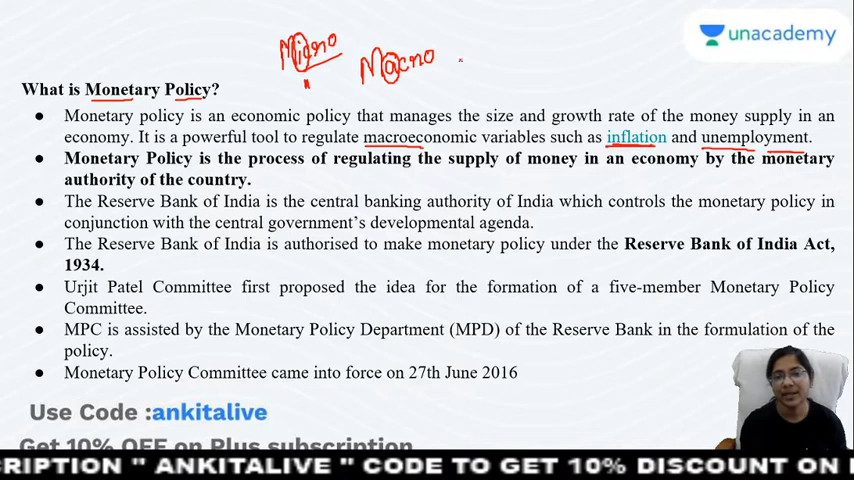 Micro
Macro
unacademy
What is Monetary Policy?
● Monetary policy is an economic policy that manages the size and growth rate of the money supply in an
economy. It is a powerful tool to regulate macroeconomic variables such as inflation and unemployment.
● Monetary Policy is the process of regulating the supply of money in an economy by the monetary
authority of the country.
● The Reserve Bank of India is the central banking authority of India which controls the monetary policy in
conjunction with the central government’s developmental agenda.
● The Reserve Bank of India is authorised to make monetary policy under the Reserve Bank of India Act,
1934.
● Urjit Patel Committee first proposed the idea for the formation of a five-member Monetary Policy
Committee.
● MPC is assisted by the Monetary Policy Department (MPD) of the Reserve Bank in the formulation of the
policy.
● Monetary Policy Committee came into force on 27th June 2016
Use Code :ankitalive
Get 10% OFF on Plus subscription
CRIPTION " ANKITALIVE " CODE TO GET 10% DISCOUNT ON